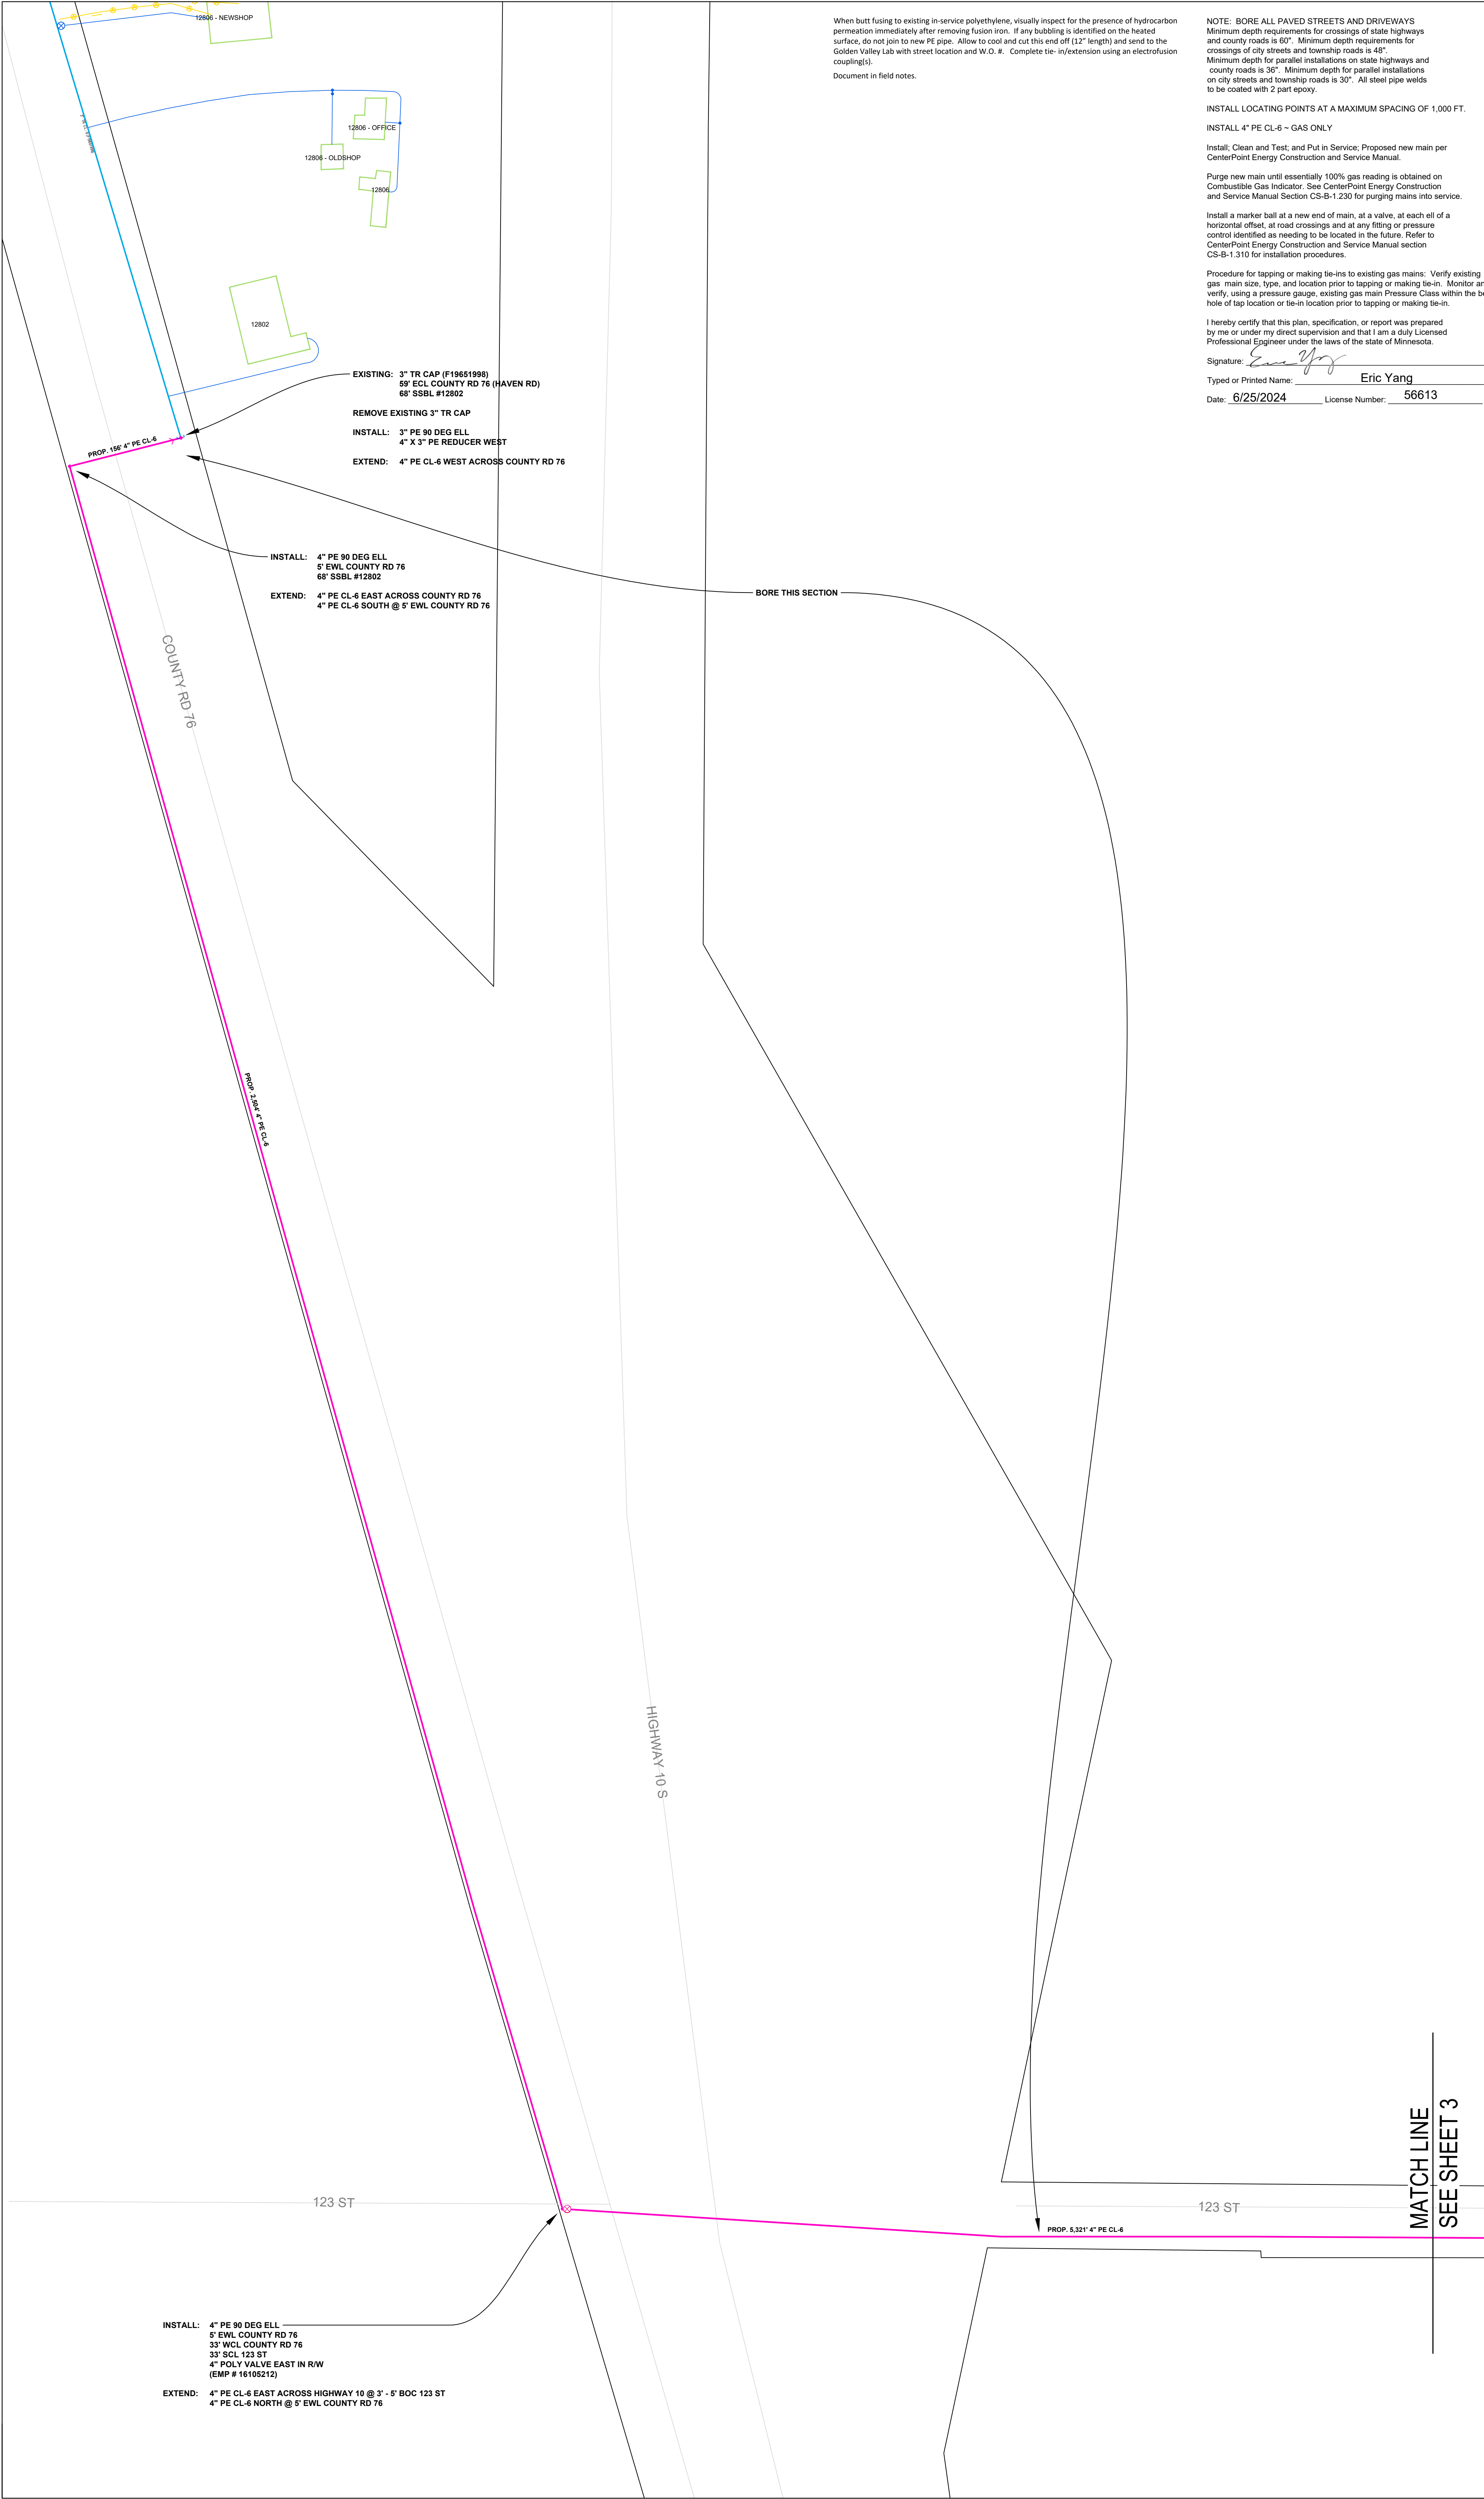 12806 - NEWSHOP
When butt fusing to existing in-service polyethylene, visually inspect for the presence of hydrocarbon
permeation immediately after removing fusion iron. If any bubbling is identified on the heated
surface, do not join to new PE pipe. Allow to cool and cut this end off (12" length) and send to the
Golden Valley Lab with street location and W.O. #. Complete tie- in/extension using an electrofusion
coupling(s).
Document in field notes.
NOTE: BORE ALL PAVED STREETS AND DRIVEWAYS
Minimum depth requirements for crossings of state highways
and county roads is 60". Minimum depth requirements for
crossings of city streets and township roads is 48".
Minimum depth for parallel installations on state highways and
county roads is 36". Minimum depth for parallel installations
on city streets and township roads is 30". All steel pipe welds
to be coated with 2 part epoxy.
INSTALL LOCATING POINTS AT A MAXIMUM SPACING OF 1,000 FT.
INSTALL 4" PE CL-6 ~ GAS ONLY
Install; Clean and Test; and Put in Service; Proposed new main per
CenterPoint Energy Construction and Service Manual.
Purge new main until essentially 100% gas reading is obtained on
Combustible Gas Indicator. See CenterPoint Energy Construction
and Service Manual Section CS-B-1.230 for purging mains into service.
Install a marker ball at a new end of main, at a valve, at each ell of a
horizontal offset, at road crossings and at any fitting or pressure
control identified as needing to be located in the future. Refer to
CenterPoint Energy Construction and Service Manual section
CS-B-1.310 for installation procedures.
Procedure for tapping or making tie-ins to existing gas mains: Verify existing
gas main size, type, and location prior to tapping or making tie-in. Monitor an
verify, using a pressure gauge, existing gas main Pressure Class within the be
hole of tap location or tie-in location prior to tapping or making tie-in.
I hereby certify that this plan, specification, or report was prepared
by me or under my direct supervision and that I am a duly Licensed
Professional Engineer under the laws of the state of Minnesota.
Signature:
Typed or Printed Name: Eric Yang
Date: 6/25/2024 License Number: 56613
12806 - OFFICE
12806 - OLDSHOP
12806
12802
EXISTING: 3" TR CAP (F19651998)
59' ECL COUNTY RD 76 (HAVEN RD)
68' SSBL #12802
REMOVE EXISTING 3" TR CAP
INSTALL: 3" PE 90 DEG ELL
4" X 3" PE REDUCER WEST
EXTEND: 4" PE CL-6 WEST ACROSS COUNTY RD 76
PROP. 156' 4" PE CL-6
INSTALL: 4" PE 90 DEG ELL
5' EWL COUNTY RD 76
68' SSBL #12802
EXTEND: 4" PE CL-6 EAST ACROSS COUNTY RD 76
4" PE CL-6 SOUTH @ 5' EWL COUNTY RD 76
BORE THIS SECTION
COUNTY RD 76
PROP. 2,504' 4" PE CL-6
HIGHWAY 10 S
123 ST
123 ST
PROP. 5,321' 4" PE CL-6
MATCH LINE
SEE SHEET 3
INSTALL: 4" PE 90 DEG ELL
5' EWL COUNTY RD 76
33' WCL COUNTY RD 76
33' SCL 123 ST
4" POLY VALVE EAST IN R/W
(EMP # 16105212)
EXTEND: 4" PE CL-6 EAST ACROSS HIGHWAY 10 @ 3' - 5' BOC 123 ST
4" PE CL-6 NORTH @ 5' EWL COUNTY RD 76